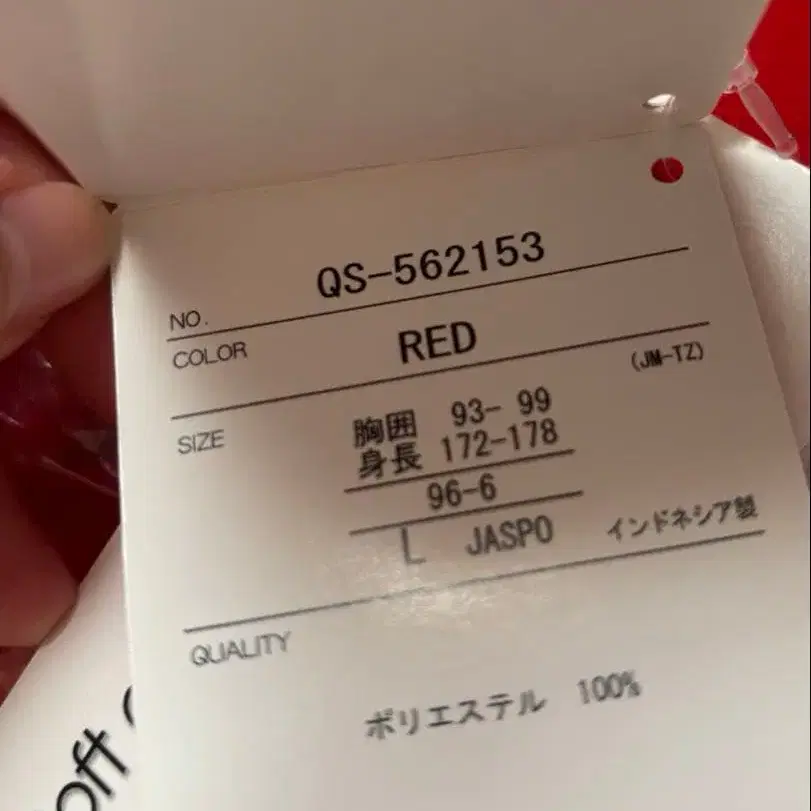 NO. QS-562153
COLOR RED
(JM-TZ)
SIZE 胸囲 93- 99
身長 172-178
96-6
L JASPO インドネシア製
QUALITY
ポリエステル 100%
oft